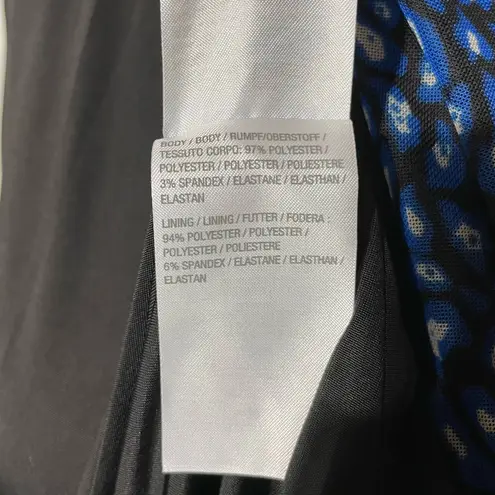 BODY / BODY / RUMPF/OBERSTOFF /
TESSUTO CORPO: 97% POLYESTER /
POLYESTER / POLYESTER / POLIESTERE
3% SPANDEX / ELASTANE / ELASTHAN /
ELASTAN
LINING / LINING / FUTTER / FODERA :
94% POLYESTER / POLYESTER /
POLYESTER / POLIESTERE
6% SPANDEX / ELASTANE / ELASTHAN /
ELASTAN